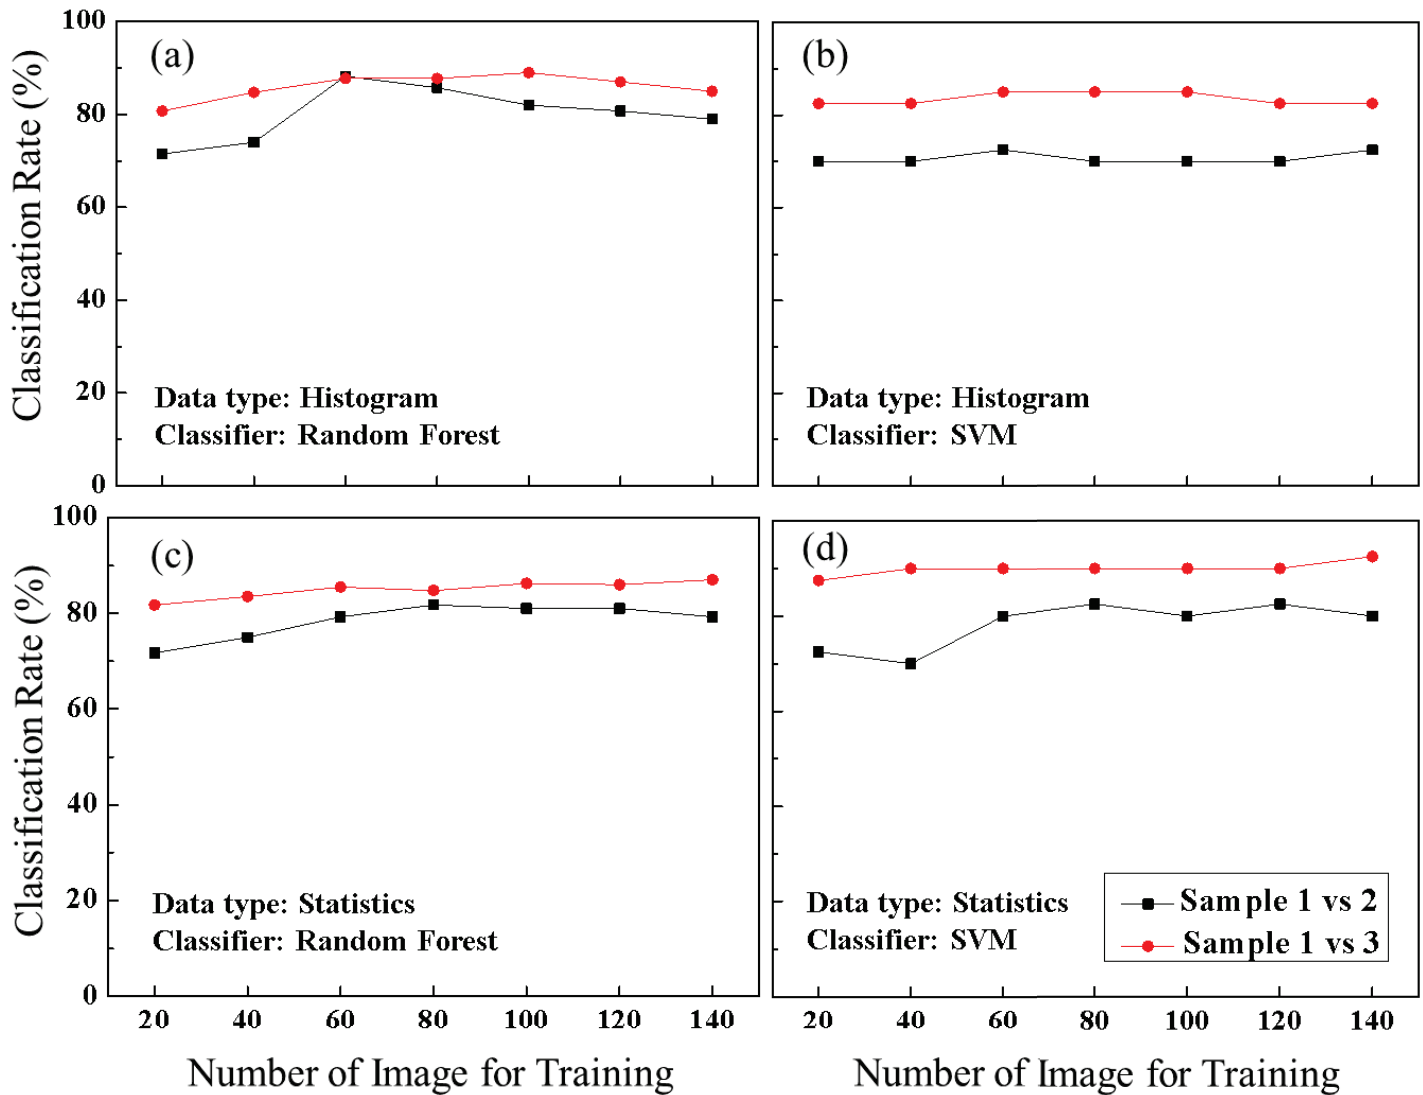 Classification Rate (%)
100
80
60
40
20
0
(a)
Data type: Histogram
Classifier: Random Forest
(b)
Data type: Histogram
Classifier: SVM
Classification Rate (%)
100
80
60
40
20
0
(c)
Data type: Statistics
Classifier: Random Forest
20 40 60 80 100 120 140
Number of Image for Training
(d)
Data type: Statistics
Classifier: SVM
Sample 1 vs 2
Sample 1 vs 3
20 40 60 80 100 120 140
Number of Image for Training